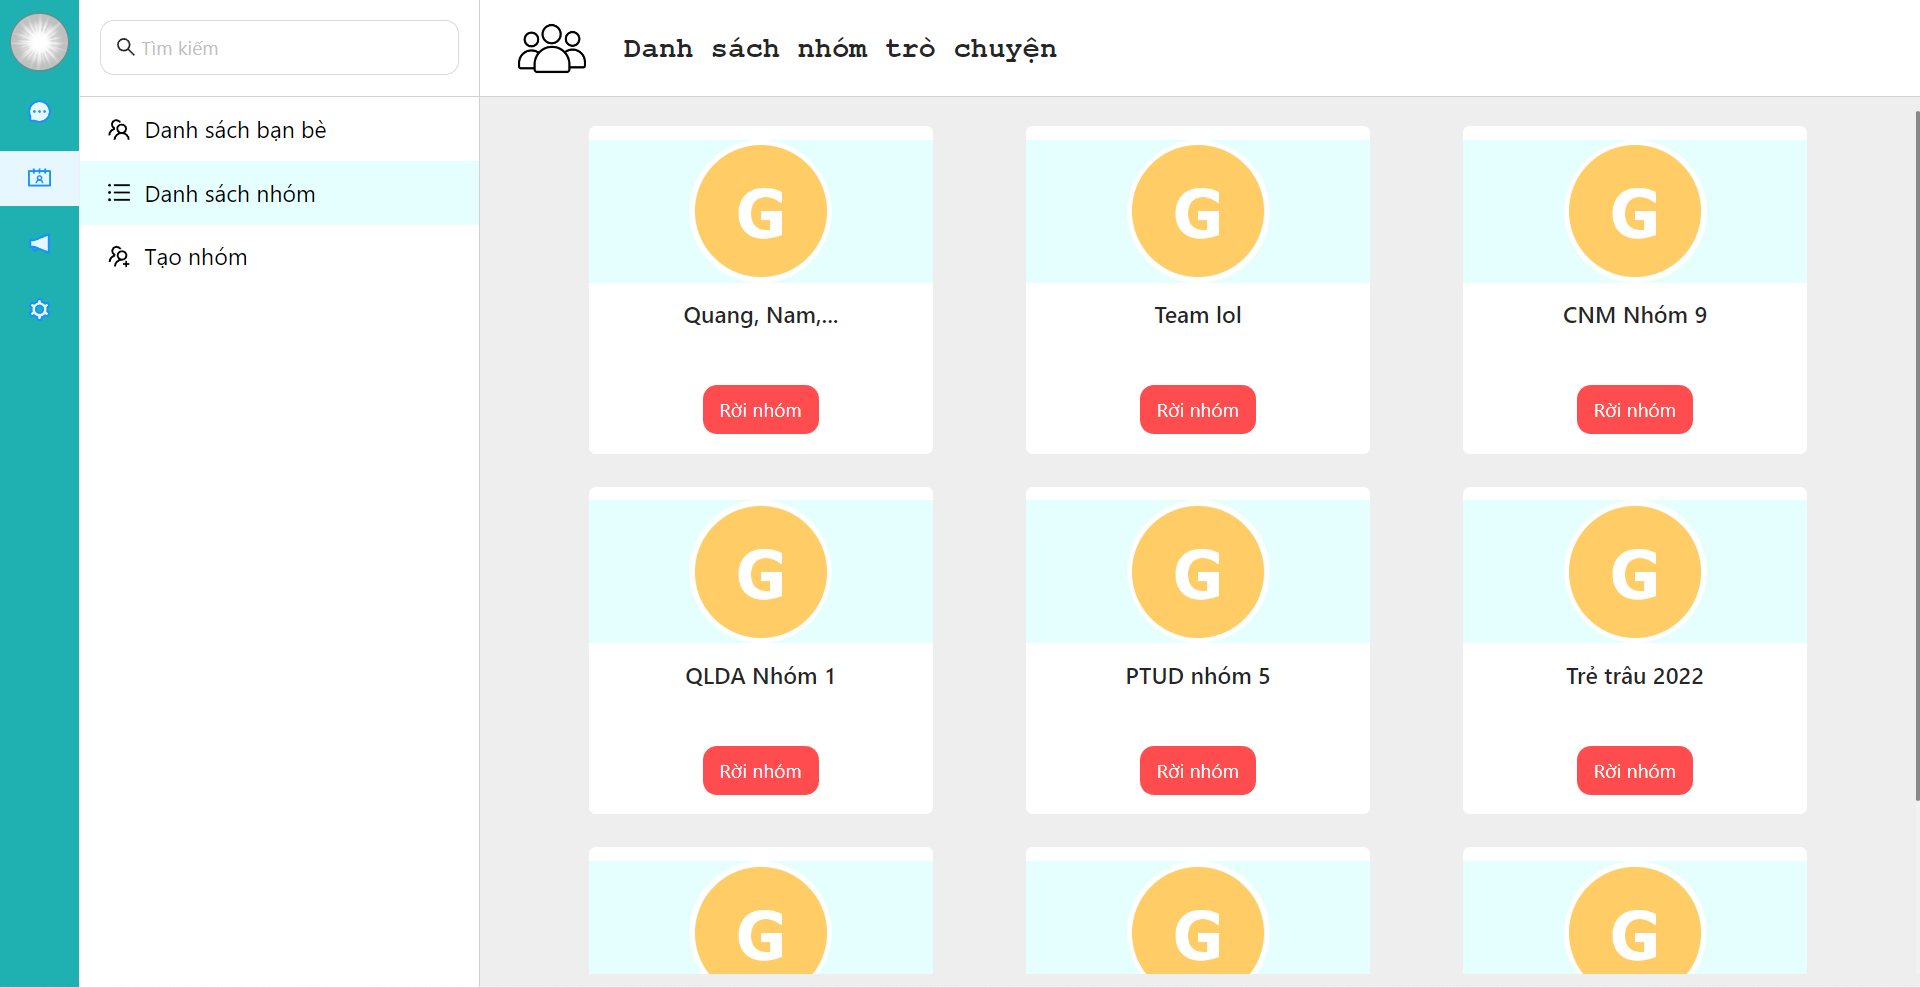 Tìm kiếm
Danh sách bạn bè
Danh sách nhóm
Tạo nhóm
Danh sách nhóm trò chuyện
G
G
G
Quang, Nam,...
Team lol
CNM Nhóm 9
Rời nhóm
Rời nhóm
Rời nhóm
G
G
G
QLDA Nhóm 1
PTUD nhóm 5
Trẻ trâu 2022
Rời nhóm
Rời nhóm
Rời nhóm
G
G
G